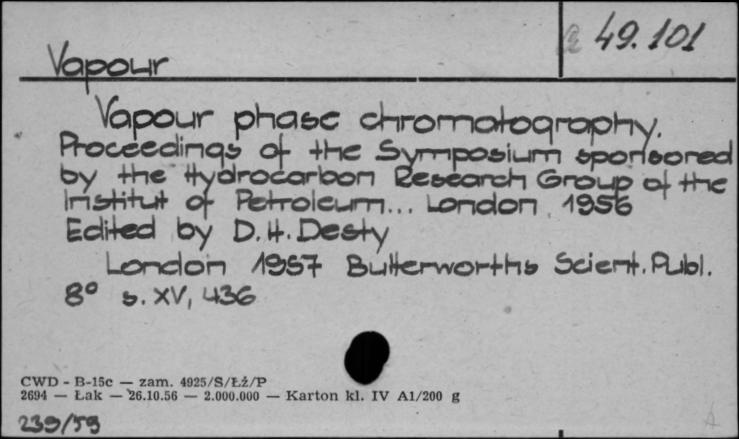 49.101
Vapour
Vapour phase chromatography.
Proceedings of the Symposium sponsored
by the Hydrocarbon Research Group of the
Institut of Petroleum... London 1956
Edited by D.H. Desty
London 1957 Butterworths Scient. Publ.
8° s. XV, 436
CWD - B-15c — zam. 4925/S/Łż/P
2694 — Łak — 26.10.56 — 2.000.000 — Karton kl. IV A1/200 g
239/59
A